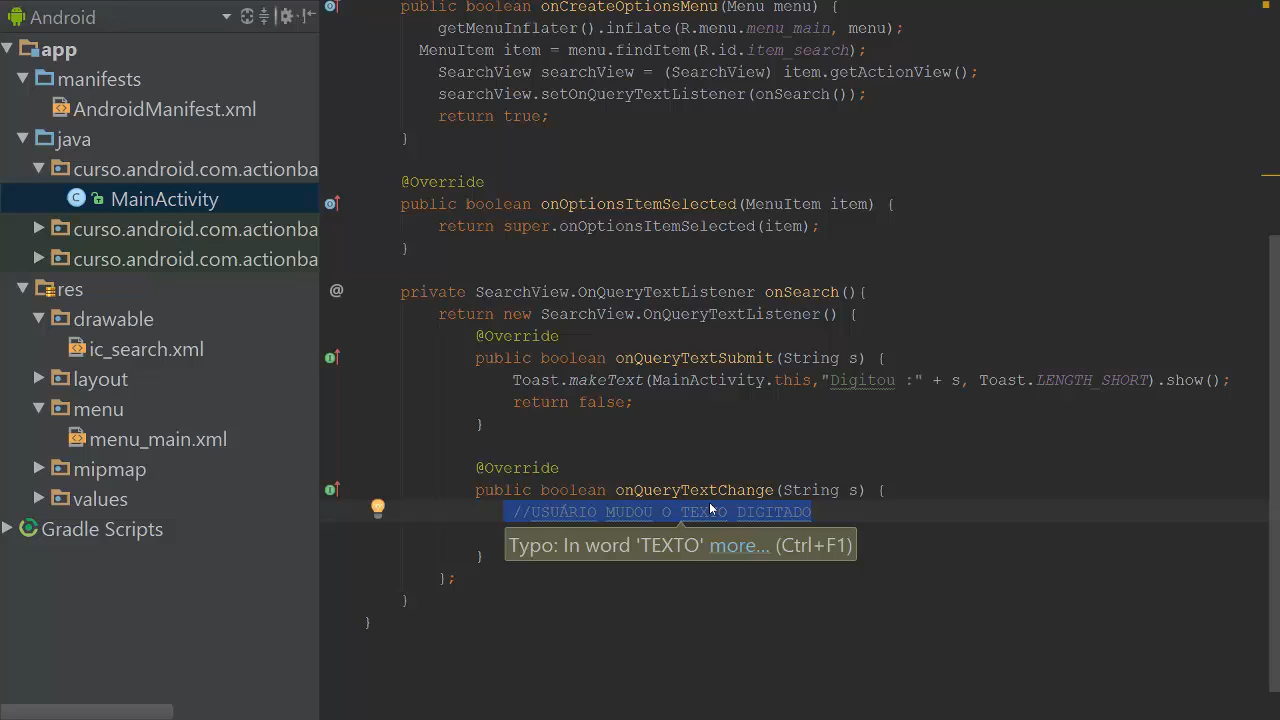 Android
app
manifests
AndroidManifest.xml
java
curso.android.com.actionba
MainActivity
curso.android.com.actionba
curso.android.com.actionba
res
drawable
ic_search.xml
layout
menu
menu_main.xml
mipmap
values
Gradle Scripts
public boolean onCreateOptionsMenu(Menu menu) {
getMenuInflater().inflate(R.menu.menu_main, menu);
MenuItem item = menu.findItem(R.id.item_search);
SearchView searchView = (SearchView) item.getActionView();
searchView.setOnQueryTextListener(onSearch());
return true;
}
@Override
public boolean onOptionsItemSelected(MenuItem item) {
return super.onOptionsItemSelected(item);
}
private SearchView.OnQueryTextListener onSearch(){
return new SearchView.OnQueryTextListener() {
@Override
public boolean onQueryTextSubmit(String s) {
Toast.makeText(MainActivity.this,"Digitou :" + s, Toast.LENGTH_SHORT).show();
return false;
}
@Override
public boolean onQueryTextChange(String s) {
//USUÁRIO MUDOU O TEXTO DIGITADO
Typo: In word 'TEXTO' more... (Ctrl+F1)
}
};
}
}